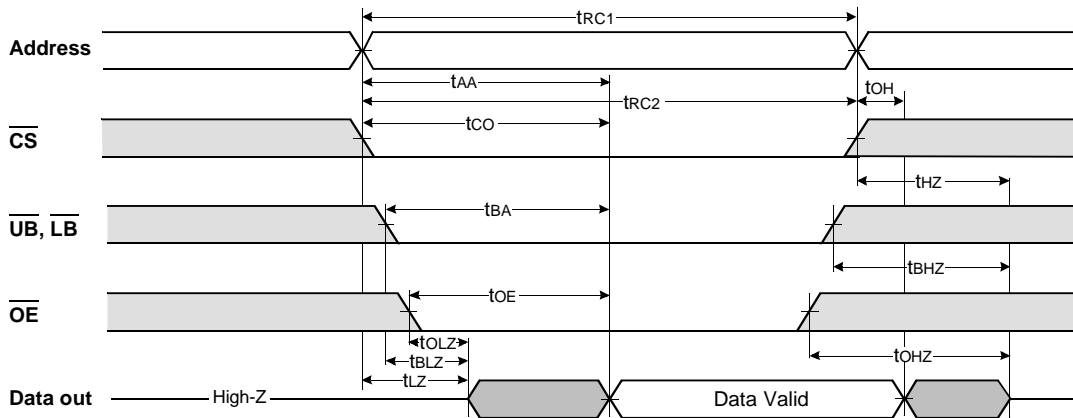 tRC1
Address
tAA
tRC2
tOH
tCO
CS
tHZ
tBA
UB, LB
tBHZ
tOE
OE
tOLZ
tOHZ
tBLZ
tLZ
Data out
High-Z
Data Valid